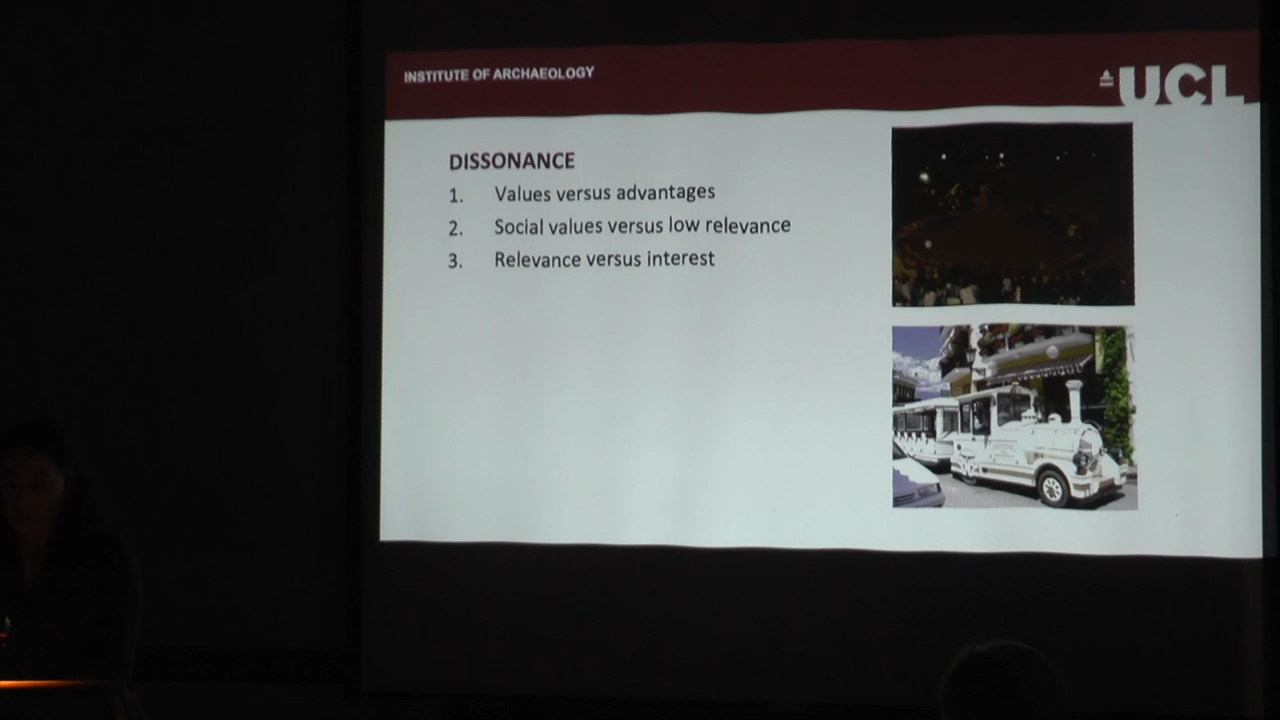 INSTITUTE OF ARCHAEOLOGY
UCL
DISSONANCE
1. Values versus advantages
2. Social values versus low relevance
3. Relevance versus interest